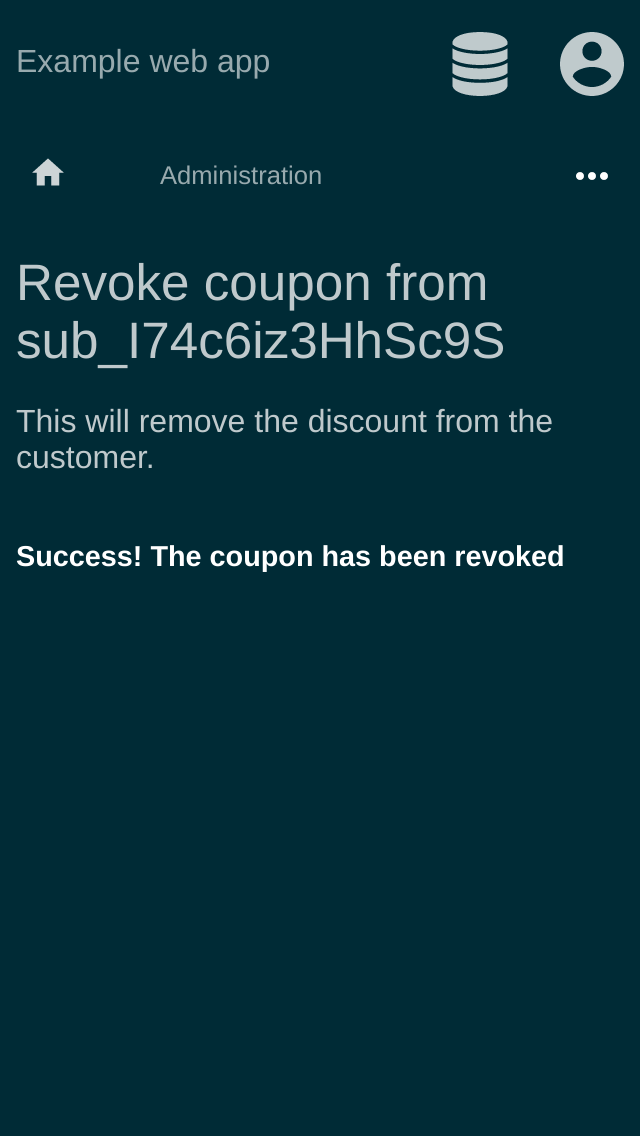 Example web app
Administration
Revoke coupon from
sub_I74c6iz3HhSc9S
This will remove the discount from the
customer.
Success! The coupon has been revoked